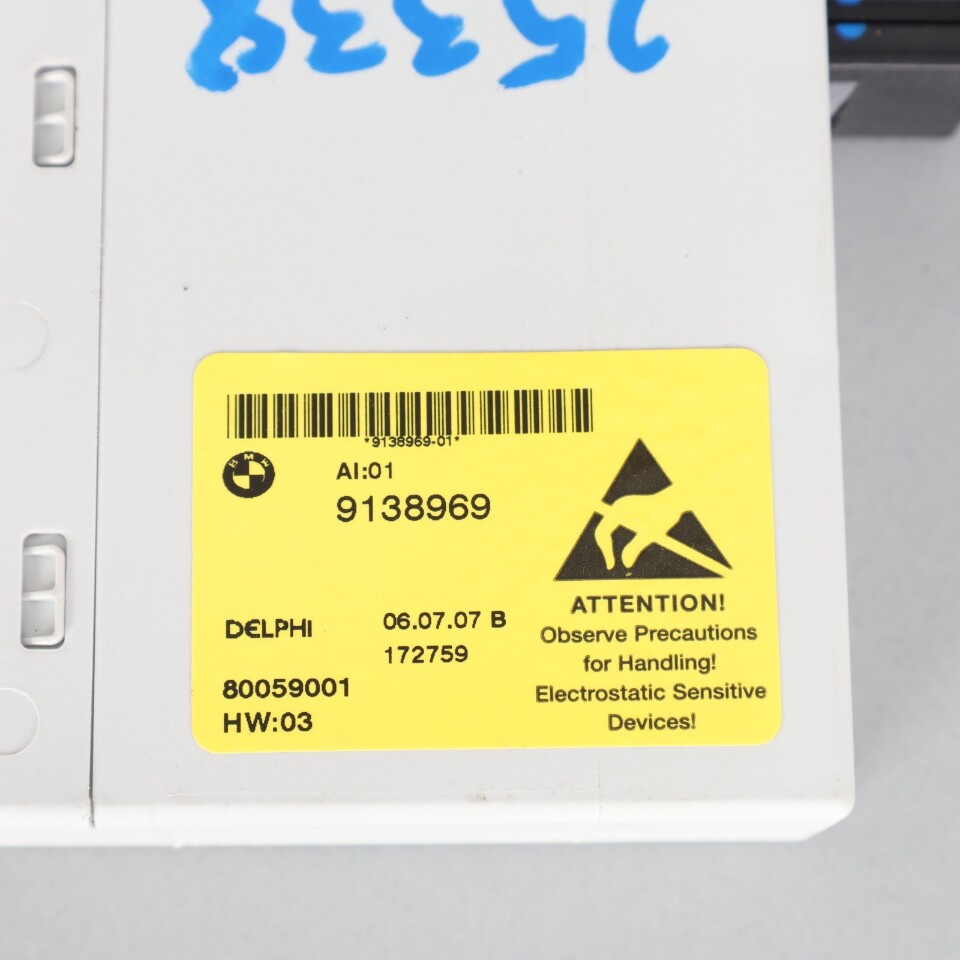 *9138969-01*
BMW
AI:01
9138969
DELPHI
06.07.07 B
172759
80059001
HW:03
ATTENTION!
Observe Precautions
for Handling!
Electrostatic Sensitive
Devices!